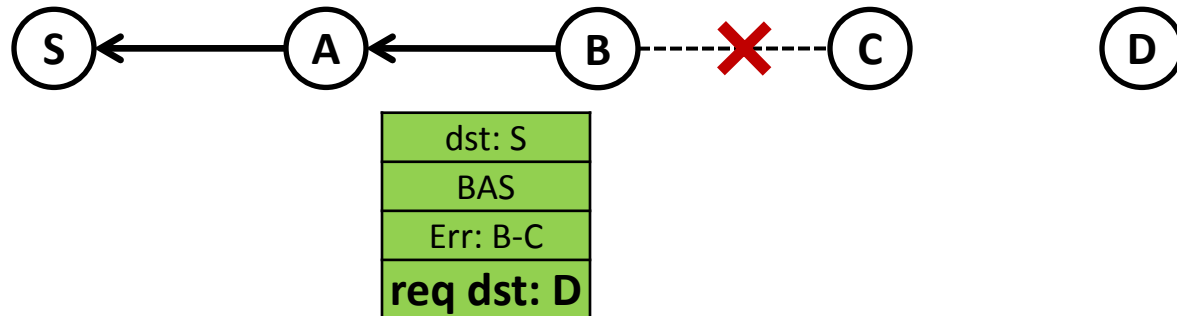 S A B C D
dst: S
BAS
Err: B-C
req dst: D